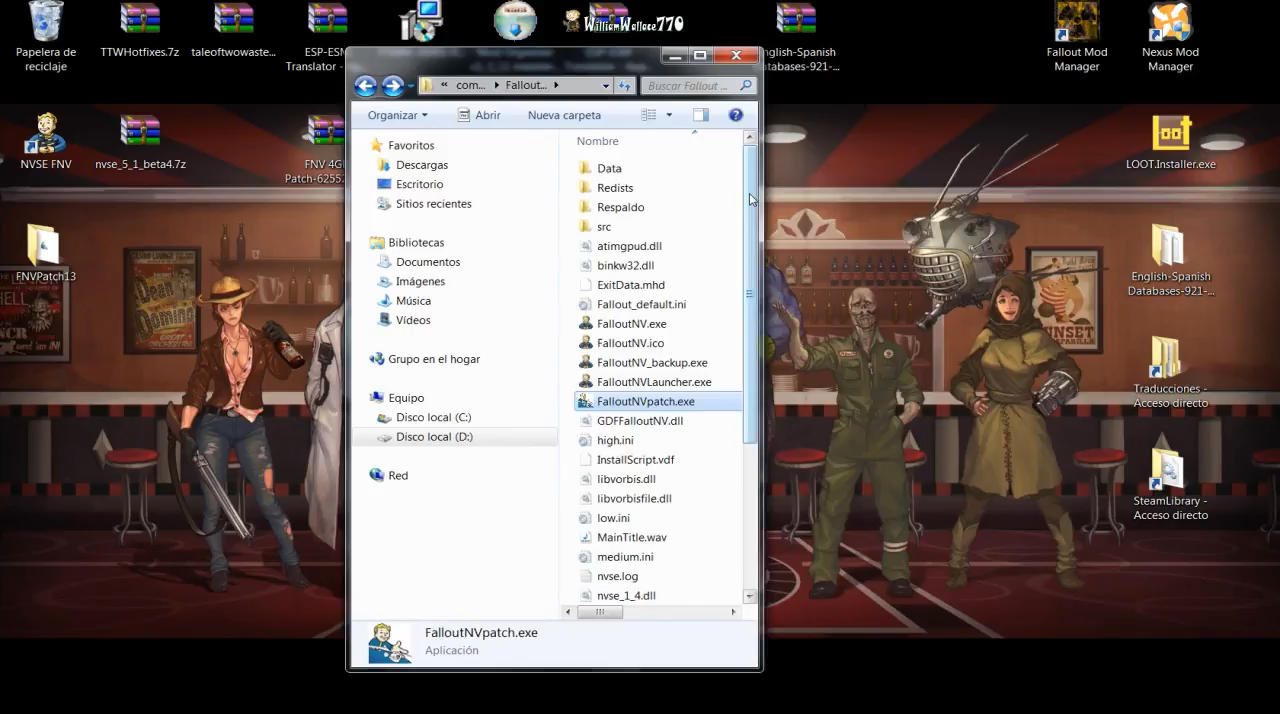 WilliamWallace770
Papelera de
reciclaje
TTWHotfixes.7z
taleoftwowaste...
ESP-ESM
Translator -
English-Spanish
Databases-921-...
Fallout Mod
Manager
Nexus Mod
Manager
NVSE FNV
nvse_5_1_beta4.7z
FNV 4G
Patch-6255
LOOT.Installer.exe
FNVPatch13
English-Spanish
Databases-921-...
Traducciones -
Acceso directo
SteamLibrary -
Acceso directo
« com... Fallout...
Buscar Fallout ...
Organizar
Abrir
Nueva carpeta
Favoritos
Descargas
Escritorio
Sitios recientes
Bibliotecas
Documentos
Imágenes
Música
Vídeos
Grupo en el hogar
Equipo
Disco local (C:)
Disco local (D:)
Red
Nombre
Data
Redists
Respaldo
src
atimgpud.dll
binkw32.dll
ExitData.mhd
Fallout_default.ini
FalloutNV.exe
FalloutNV.ico
FalloutNV_backup.exe
FalloutNVLauncher.exe
FalloutNVpatch.exe
GDFFalloutNV.dll
high.ini
InstallScript.vdf
libvorbis.dll
libvorbisfile.dll
low.ini
MainTitle.wav
medium.ini
nvse.log
nvse_1_4.dll
FalloutNVpatch.exe
Aplicación
Dean
Domino
NCR
SUNSET